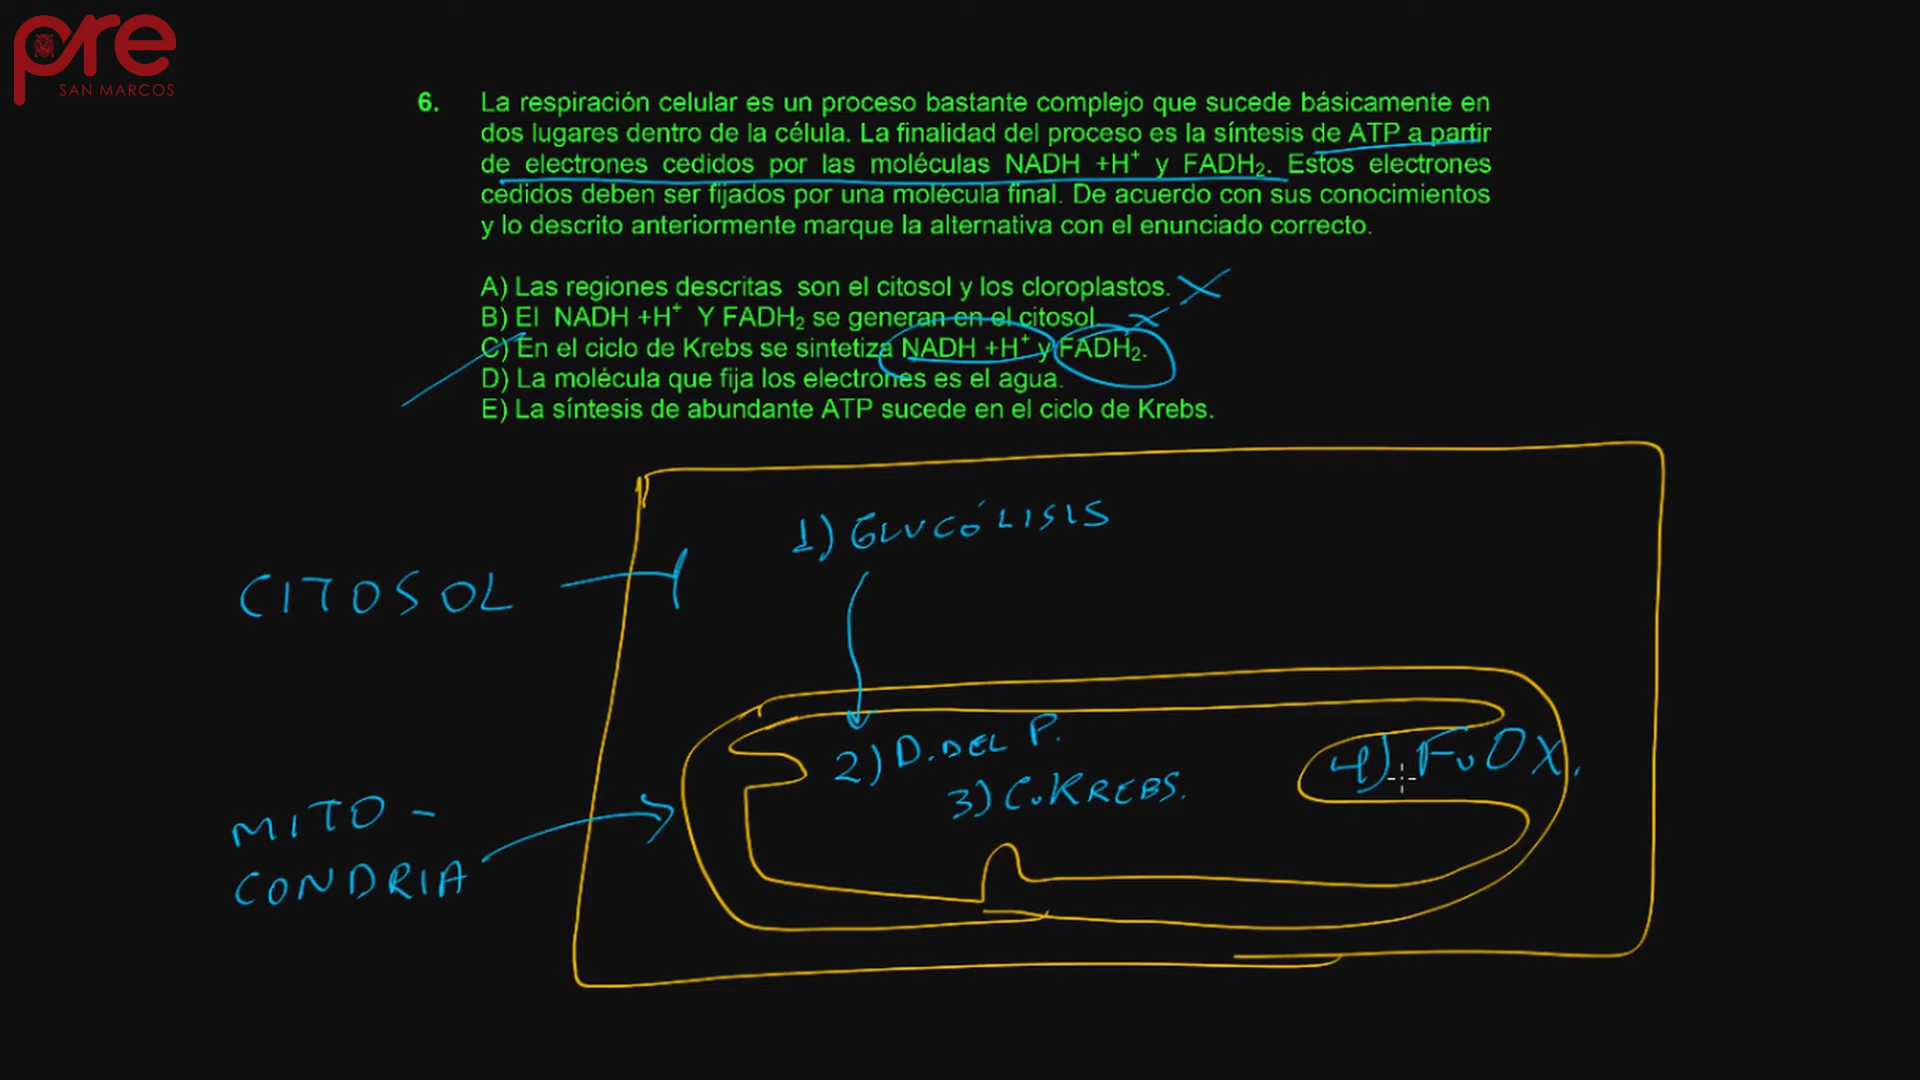 pre
SAN MARCOS
6. La respiración celular es un proceso bastante complejo que sucede básicamente en
dos lugares dentro de la célula. La finalidad del proceso es la síntesis de ATP a partir
de electrones cedidos por las moléculas NADH +H⁺ y FADH₂. Estos electrones
cedidos deben ser fijados por una molécula final. De acuerdo con sus conocimientos
y lo descrito anteriormente marque la alternativa con el enunciado correcto.
A) Las regiones descritas son el citosol y los cloroplastos.
B) El NADH +H⁺ Y FADH₂ se generan en el citosol.
C) En el ciclo de Krebs se sintetiza NADH +H⁺ y FADH₂.
D) La molécula que fija los electrones es el agua.
E) La síntesis de abundante ATP sucede en el ciclo de Krebs.
1) GLUCÓLISIS
CITOSOL
2) D. DEL P.
4) F. OX.
3) C. KREBS.
MITO-
CONDRIA